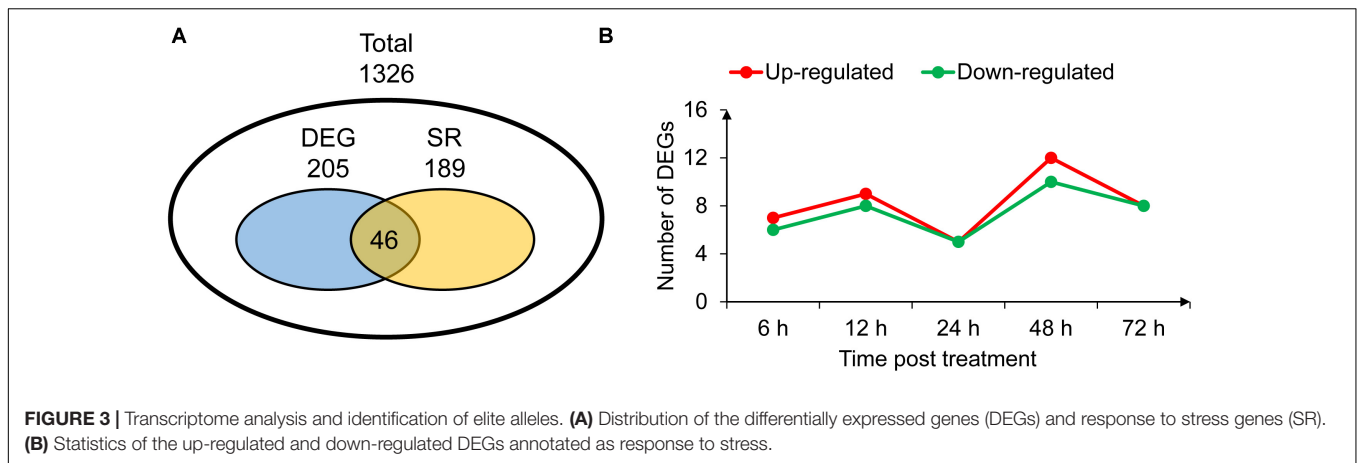 A
Total
1326
DEG
205
SR
189
46
B
Up-regulated
Down-regulated
Number of DEGs
16
12
8
4
0
6 h
12 h
24 h
48 h
72 h
Time post treatment
FIGURE 3 | Transcriptome analysis and identification of elite alleles. (A) Distribution of the differentially expressed genes (DEGs) and response to stress genes (SR).
(B) Statistics of the up-regulated and down-regulated DEGs annotated as response to stress.